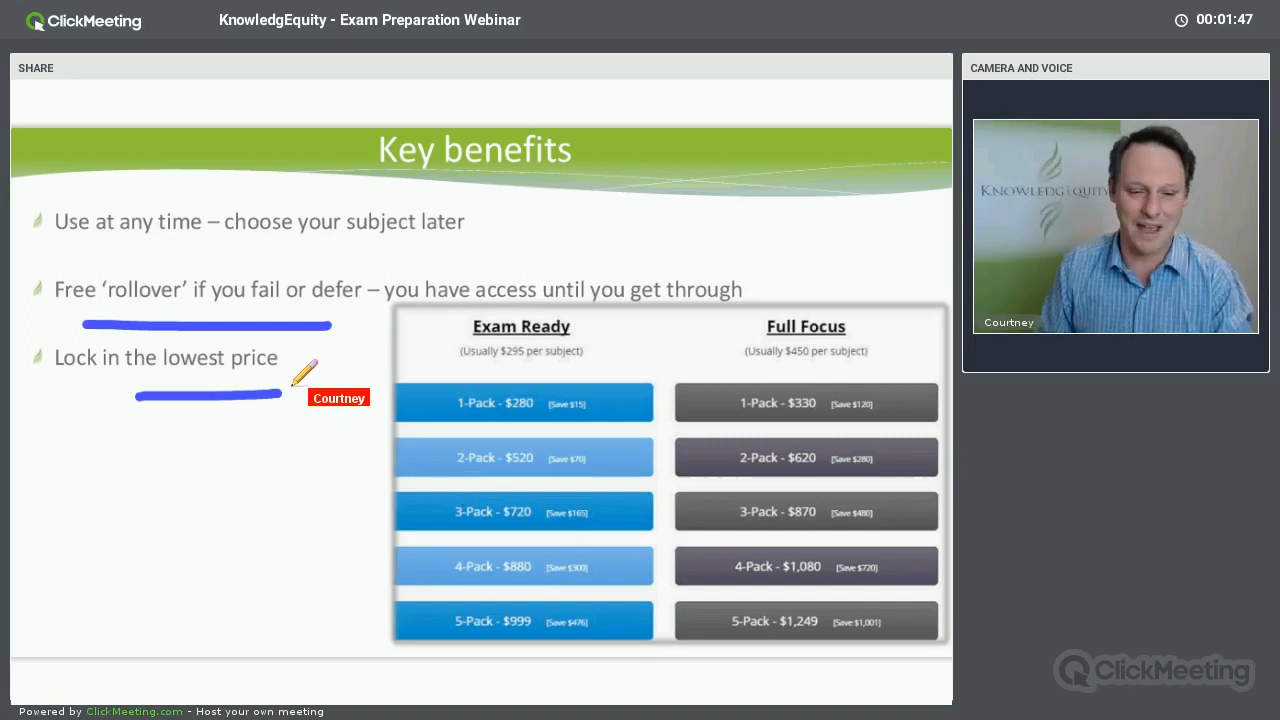 ClickMeeting
KnowledgEquity - Exam Preparation Webinar
00:01:47
SHARE
Key benefits
Use at any time – choose your subject later
Free ‘rollover’ if you fail or defer – you have access until you get through
Lock in the lowest price
Courtney
Exam Ready
(Usually $295 per subject)
1-Pack - $280 [Save $15]
2-Pack - $520 [Save $70]
3-Pack - $720 [Save $165]
4-Pack - $880 [Save $300]
5-Pack - $999 [Save $476]
Full Focus
(Usually $450 per subject)
1-Pack - $330 [Save $120]
2-Pack - $620 [Save $280]
3-Pack - $870 [Save $480]
4-Pack - $1,080 [Save $720]
5-Pack - $1,249 [Save $1,001]
CAMERA AND VOICE
KNOWLEDGEQUITY
Courtney
ClickMeeting
Powered by ClickMeeting.com - Host your own meeting